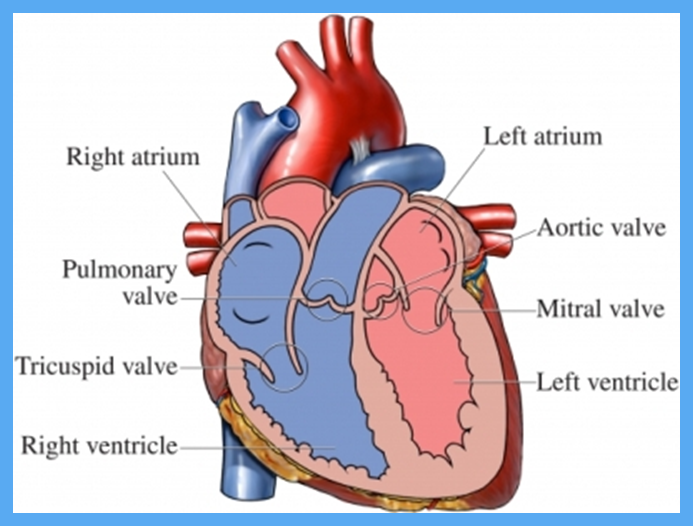 Right atrium
Left atrium
Aortic valve
Pulmonary
valve
Mitral valve
Tricuspid valve
Left ventricle
Right ventricle